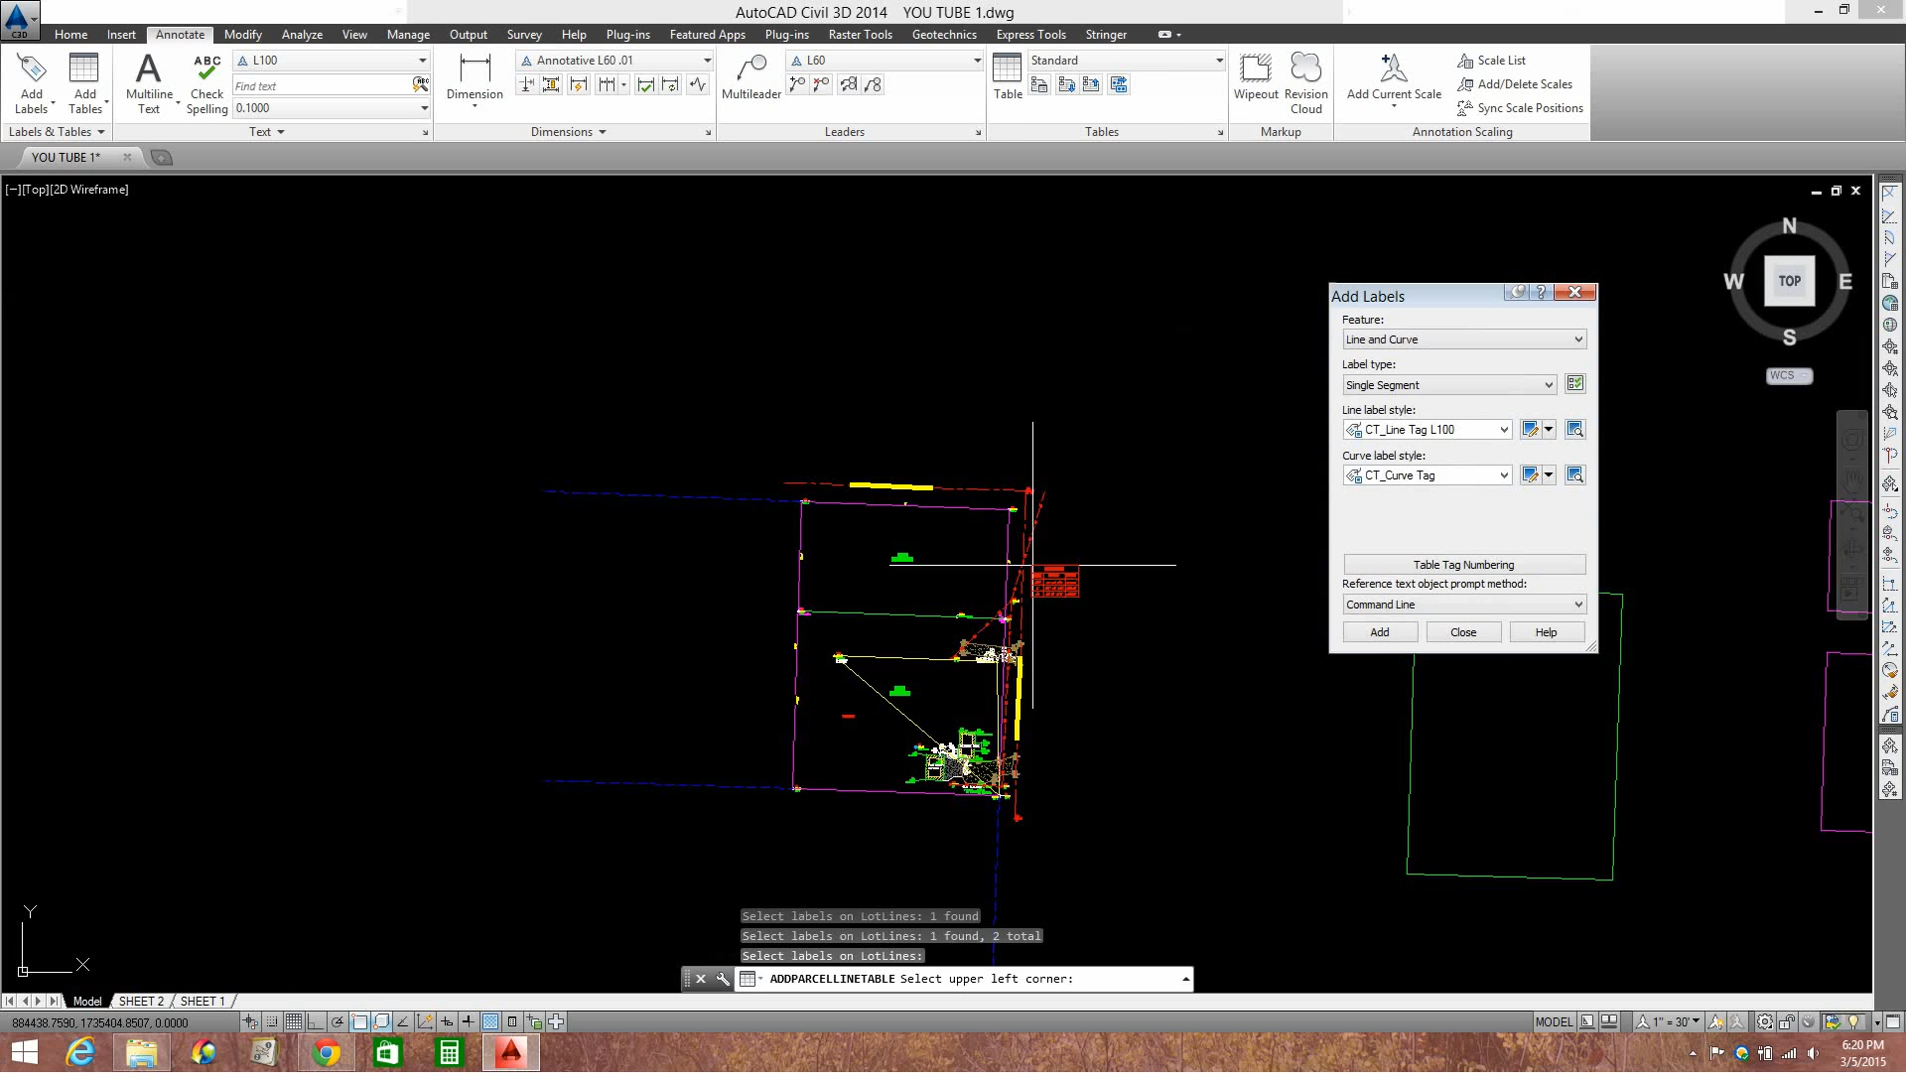 AutoCAD Civil 3D 2014 YOU TUBE 1.dwg
C3D
Home Insert Annotate Modify Analyze View Manage Output Survey Help Plug-ins Featured Apps Plug-ins Raster Tools Geotechnics Express Tools Stringer
Add Labels
Add Tables
Labels & Tables
Multiline Text
ABC
Check Spelling
L100
Find text
0.1000
Text
Dimension
Annotative L60 .01
Dimensions
Multileader
L60
Leaders
Table
Standard
Tables
Wipeout
Revision Cloud
Markup
Add Current Scale
Scale List
Add/Delete Scales
Sync Scale Positions
Annotation Scaling
YOU TUBE 1*
[−][Top][2D Wireframe]
N
W TOP E
S
WCS
Add Labels
Feature:
Line and Curve
Label type:
Single Segment
Line label style:
CT_Line Tag L100
Curve label style:
CT_Curve Tag
Table Tag Numbering
Reference text object prompt method:
Command Line
Add Close Help
Y
X
Select labels on LotLines: 1 found
Select labels on LotLines: 1 found, 2 total
Select labels on LotLines:
ADDPARCELLINETABLE Select upper left corner:
Model SHEET 2 SHEET 1
884438.7590, 1735404.8507, 0.0000
MODEL
1" = 30'
6:20 PM
3/5/2015